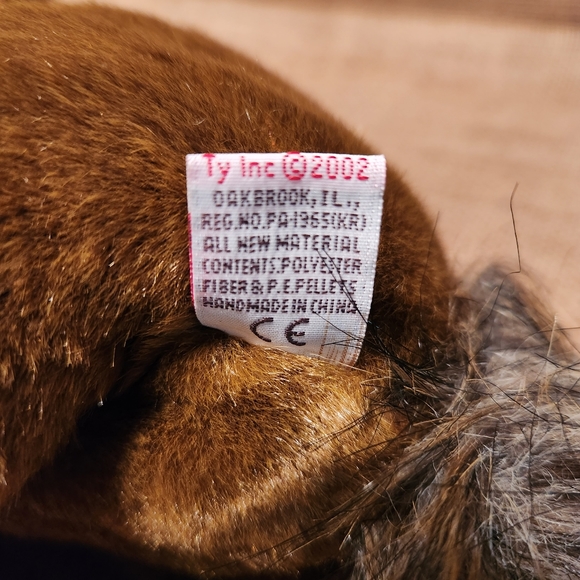 Ty Inc ©2002
OAKBROOK, IL.,
REG.NO.PA-1965(KR)
ALL NEW MATERIAL
CONTENTS:POLYESTER
FIBER & P.E.PELLETS
HANDMADE IN CHINA
CE